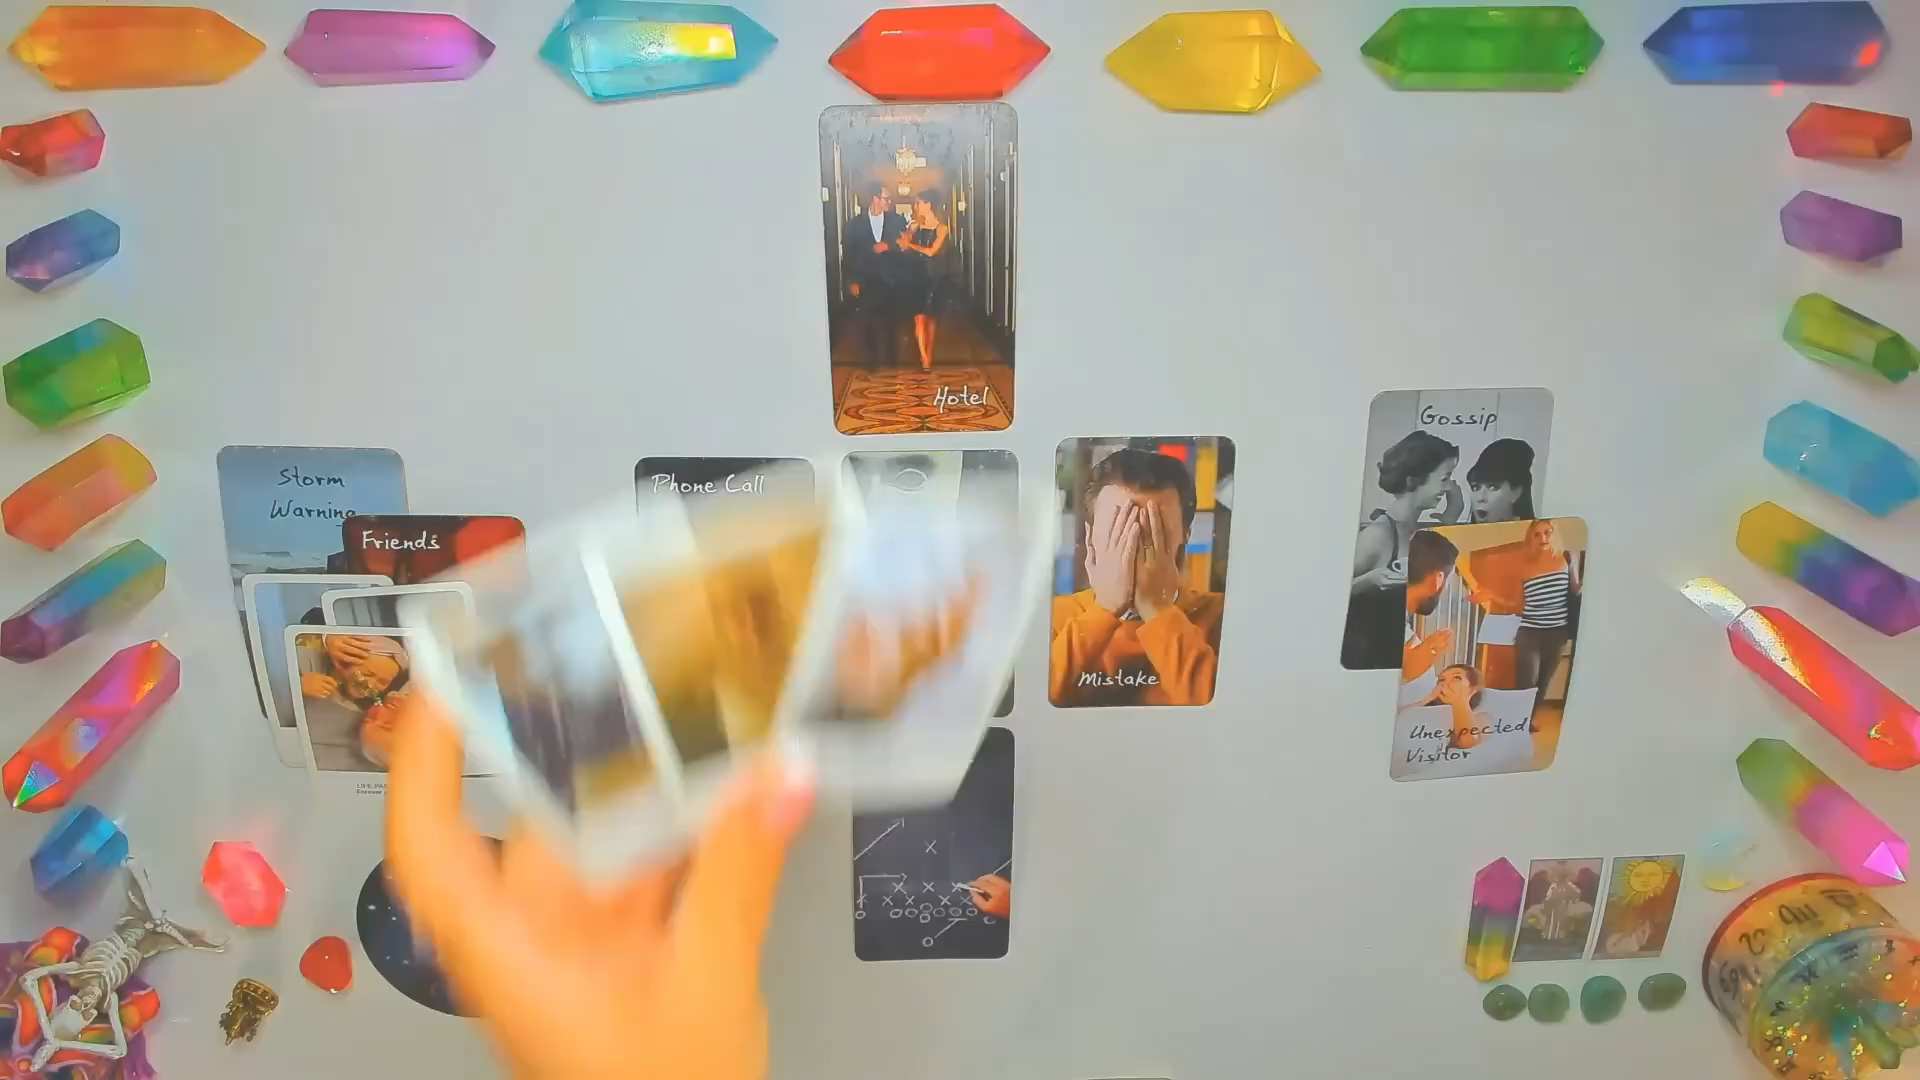 Hotel
Gossip
Storm
Warning
Phone Call
Friends
Mistake
Unexpected
Visitor